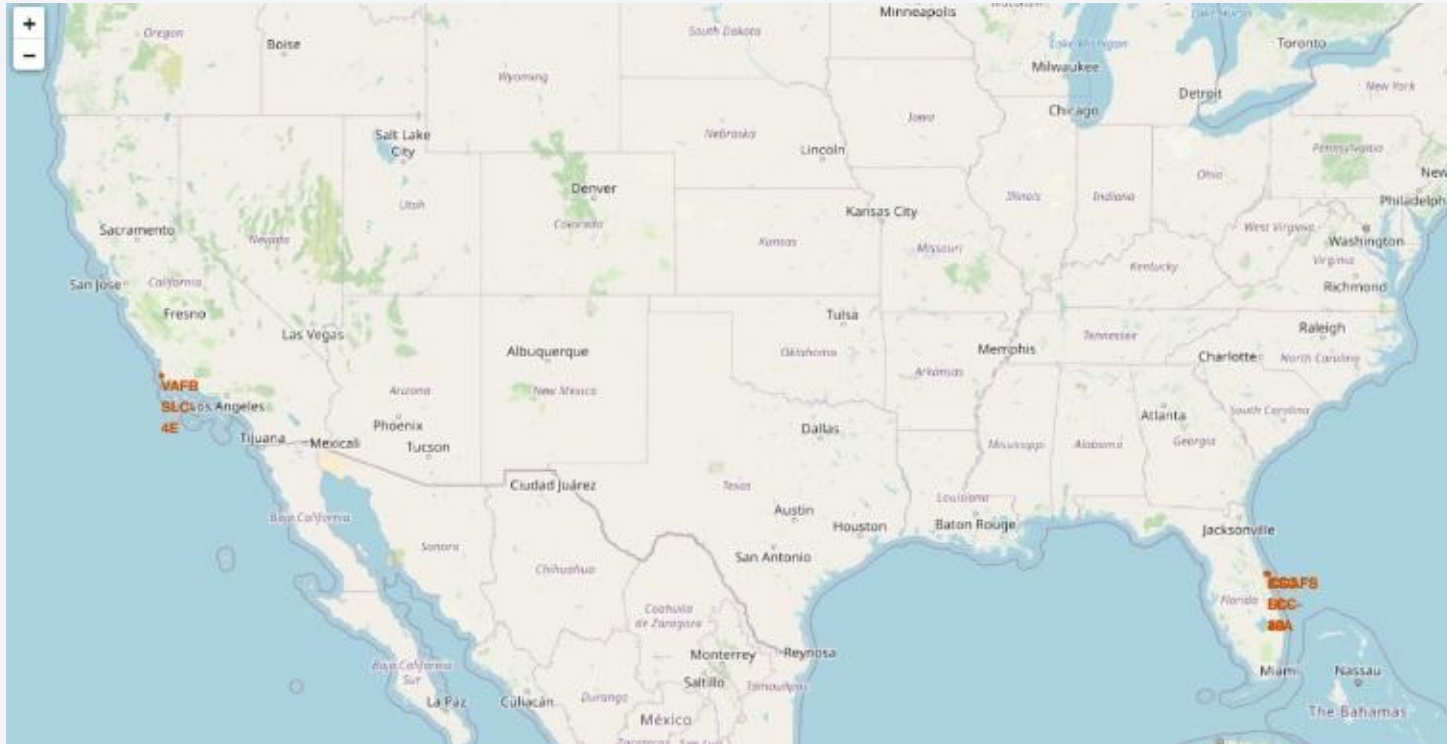 +
−
Minneapolis
Oregon
Boise
South Dakota
Toronto
Lake Michigan
Milwaukee
Wyoming
Detroit
New York
Chicago
Iowa
Salt Lake
City
Nebraska
Lincoln
Pennsylvania
New
Ohio
Denver
Utah
Illinois
Indiana
Philadelph
Kansas City
Colorado
Sacramento
Nevada
Kansas
Missouri
West Virginia
Washington
Virginia
Kentucky
San Jose
California
Richmond
Fresno
Tulsa
Las Vegas
Raleigh
Tennessee
Albuquerque
Oklahoma
Memphis
Charlotte
North Carolina
Arkansas
VAFB
SLC-
4E
Los Angeles
Arizona
New Mexico
Phoenix
Atlanta
South Carolina
Dallas
Tijuana
Mexicali
Tucson
Mississippi
Alabama
Georgia
Ciudad Juárez
Texas
Louisiana
Austin
Baja California
Houston
Baton Rouge
Jacksonville
Sonora
San Antonio
Chihuahua
Florida
Coahuila
de Zaragoza
Monterrey
Reynosa
Baja California
Sur
Saltillo
Tamaulipas
Miami
Nassau
La Paz
Culiacán
Durango
México
The Bahamas
Zacatecas